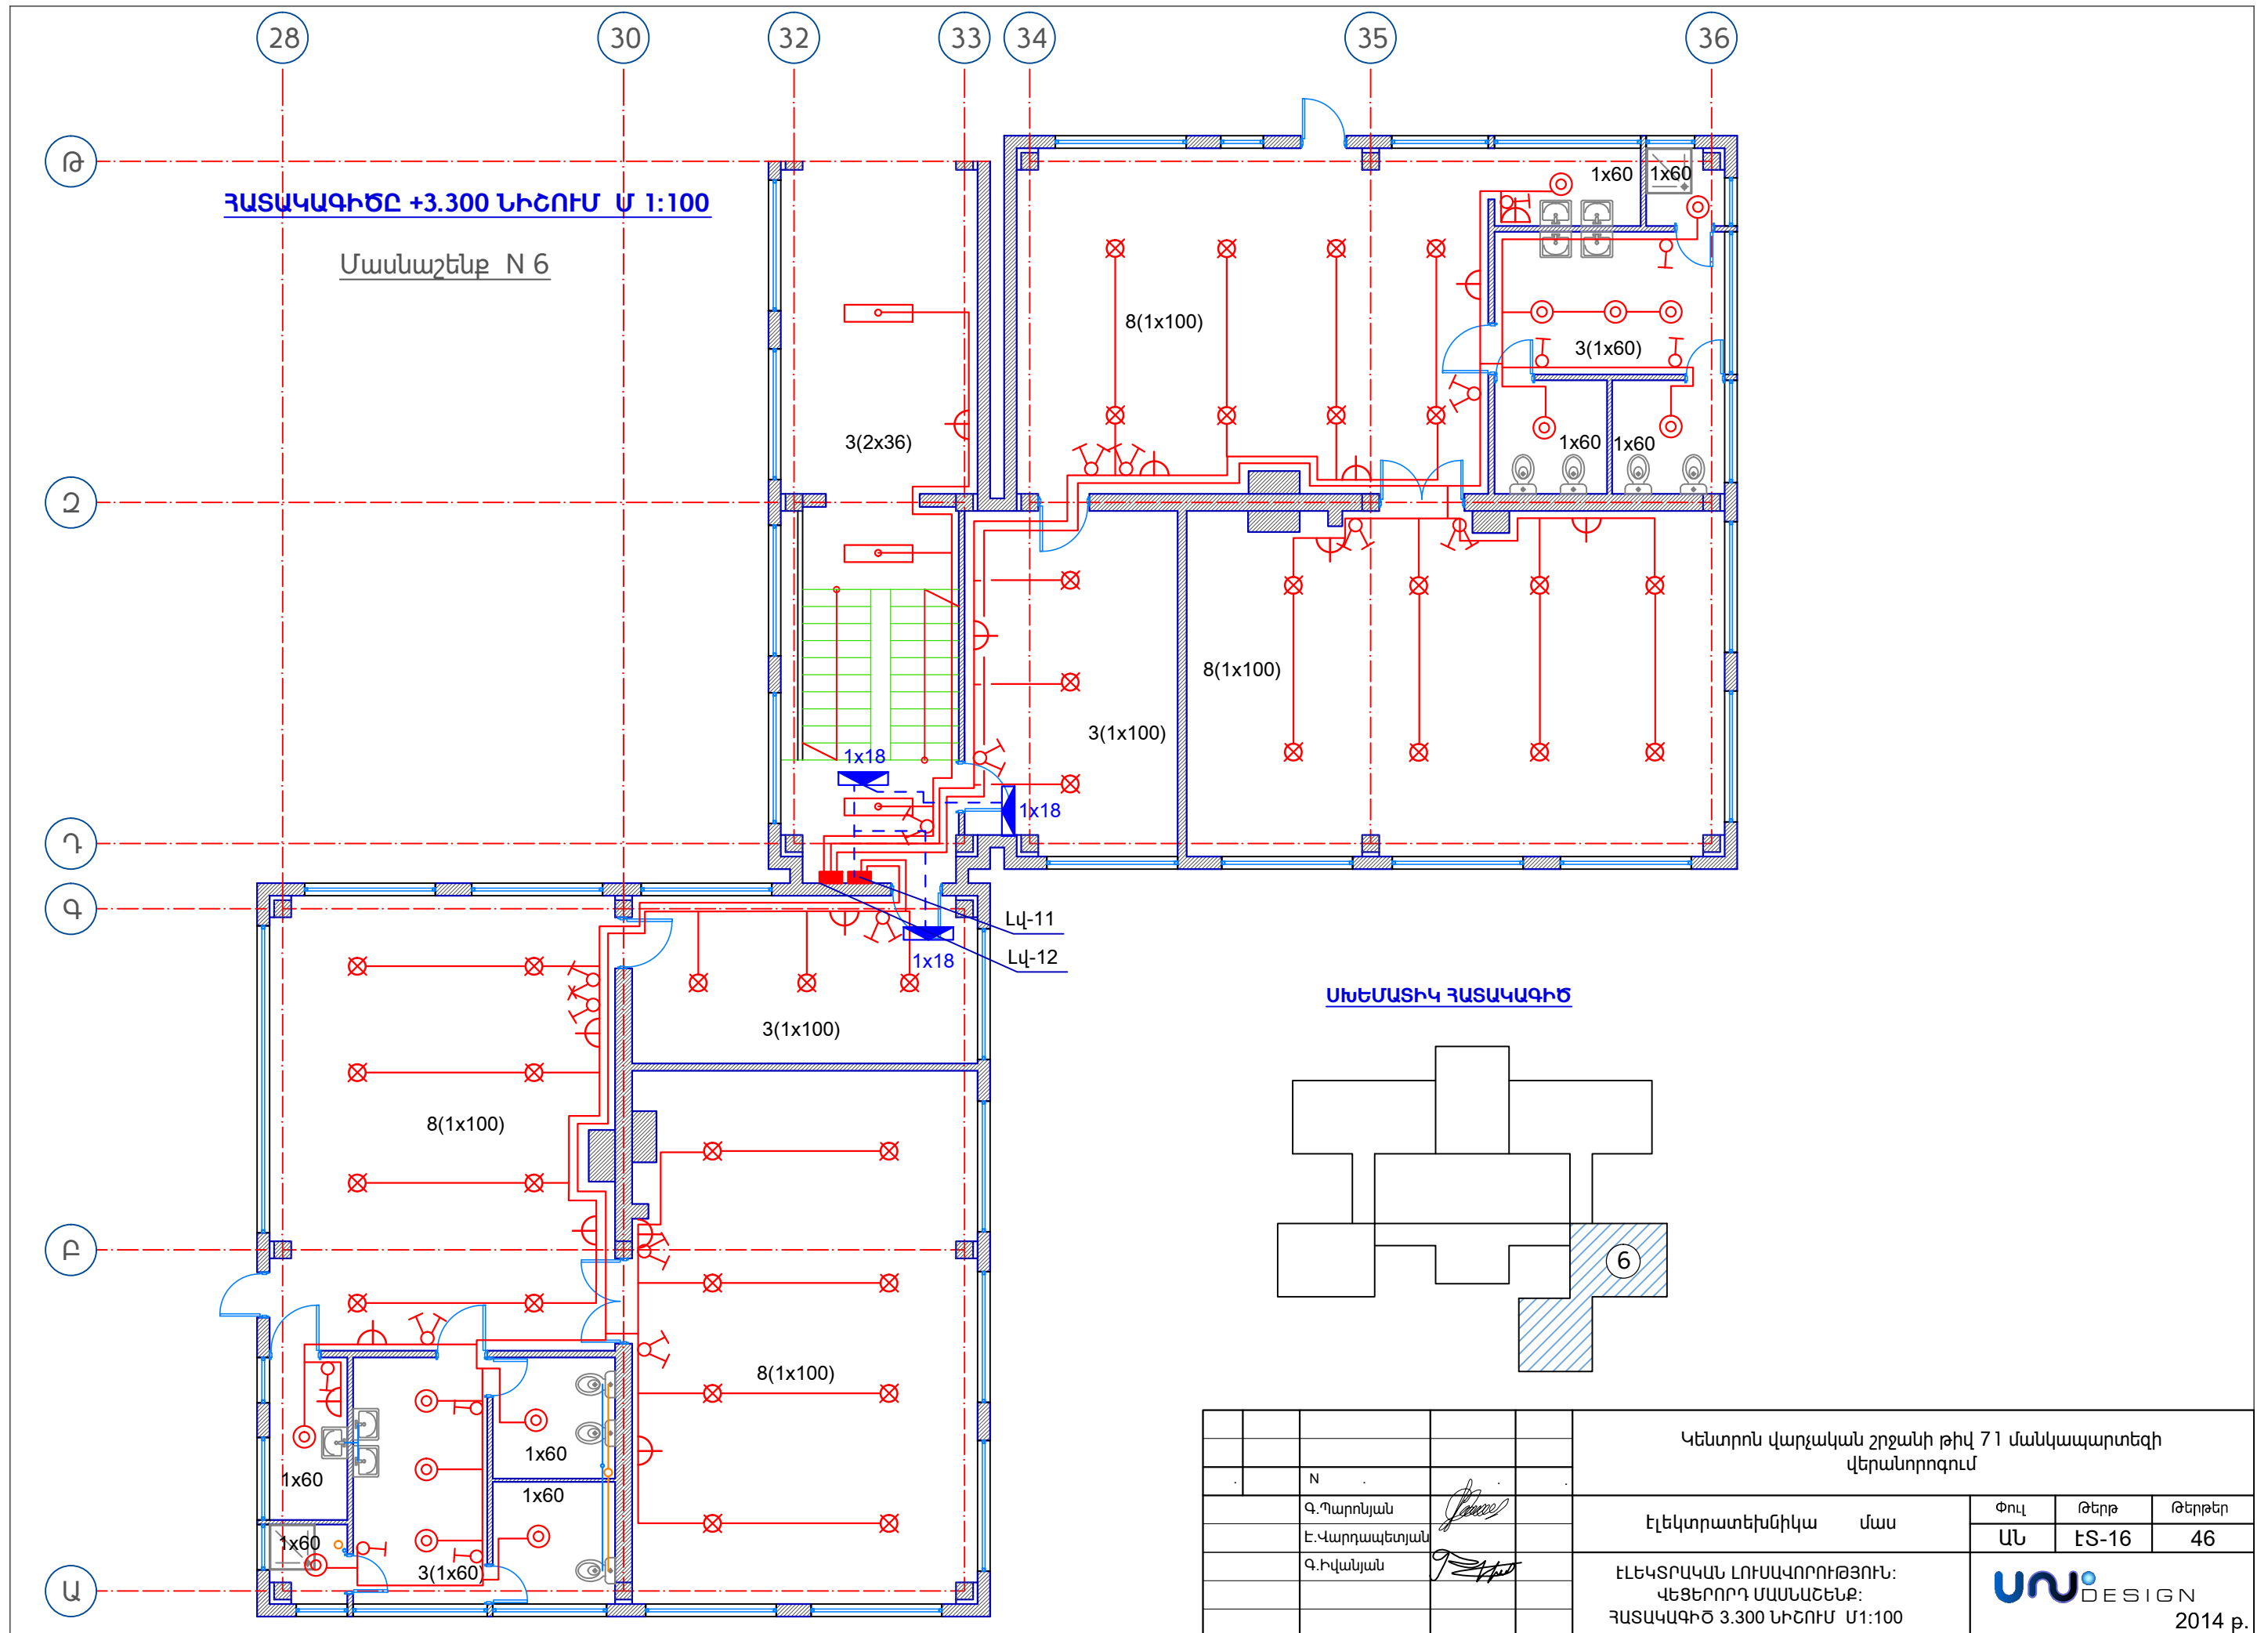 28 30 32 33 34 35 36
Թ
ՀԱՏԱԿԱԳԻԾԸ +3.300 ՆԻՇՈՒՄ Մ 1:100
Մասնաշենք N 6
1x60 1x60
8(1x100)
3(1x60)
3(2x36)
1x60 1x60
Զ
8(1x100)
3(1x100)
1x18
1x18
Դ
Գ
Լվ-11
Լվ-12
1x18
3(1x100)
ՍԽԵՄԱՏԻԿ ՀԱՏԱԿԱԳԻԾ
8(1x100)
Բ
6
8(1x100)
1x60
1x60
1x60
1x60
3(1x60)
Ա
Կենտրոն վարչական շրջանի թիվ 71 մանկապարտեզի
վերանորոգում
N
Գ.Պարոնյան
Է.Վարդապետյան
Գ.Իվանյան
Էլեկտրատեխնիկա մաս
Փուլ Թերթ Թերթեր
ԱՆ ԷՏ-16 46
ԷԼԵԿՏՐԱԿԱՆ ԼՈՒՍԱՎՈՐՈՒԹՅՈՒՆ:
ՎԵՑԵՐՈՐԴ ՄԱՍՆԱՇԵՆՔ:
ՀԱՏԱԿԱԳԻԾ 3.300 ՆԻՇՈՒՄ Մ1:100
UNi DESIGN
2014 թ.